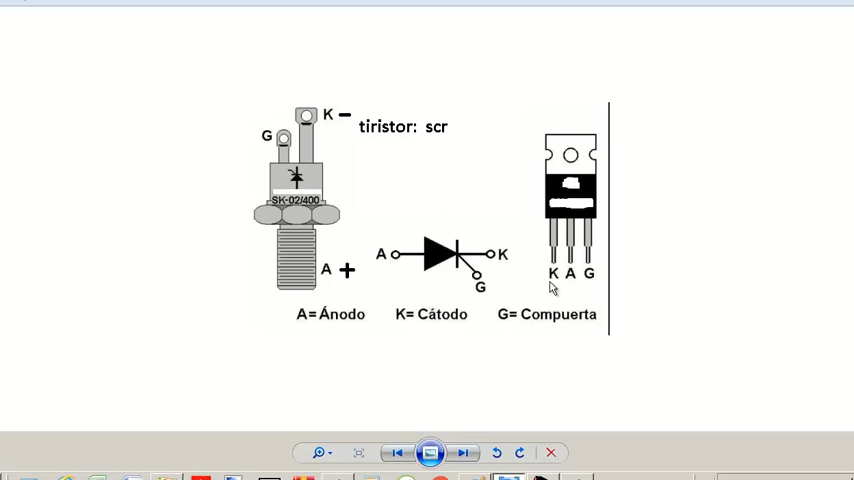 K −
tiristor: scr
G
SK-02/400
A +
A K
G
K A G
A= Ánodo K= Cátodo G= Compuerta